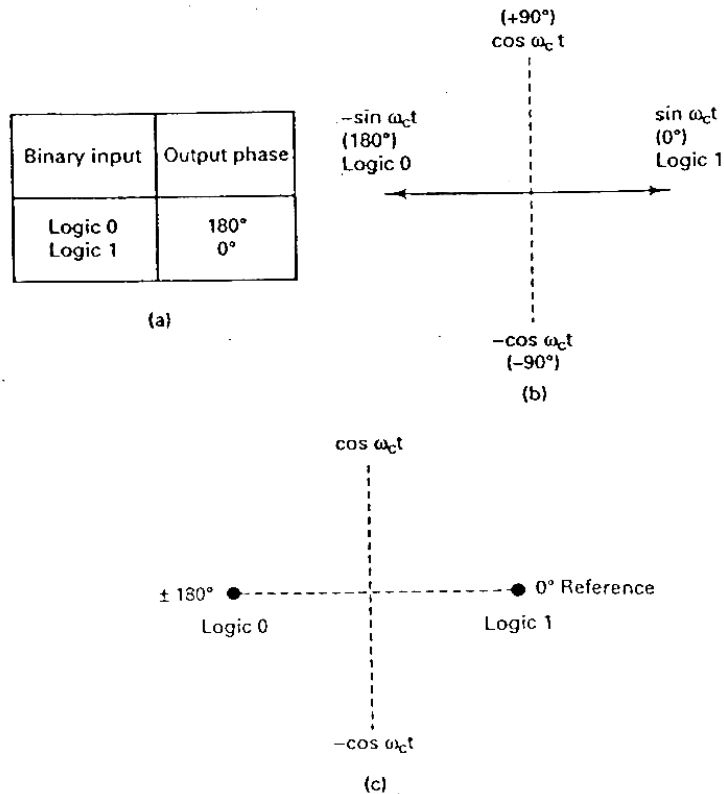 Binary input Output phase
Logic 0 180°
Logic 1 0°
(a)
(+90°)
cos ω_c t
−sin ω_c t
(180°)
Logic 0
sin ω_c t
(0°)
Logic 1
−cos ω_c t
(−90°)
(b)
cos ω_c t
± 180°
Logic 0
0° Reference
Logic 1
−cos ω_c t
(c)